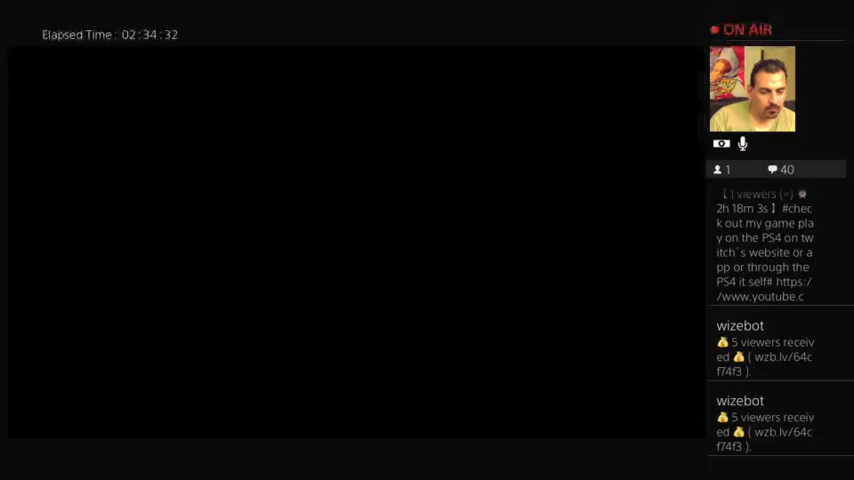 Elapsed Time : 02:34:32
ON AIR
1 40
【 1 viewers (=)
2h 18m 3s 】 #chec
k out my game pla
y on the PS4 on tw
itch`s website or a
pp or through the
PS4 it self# https:/
/www.youtube.c
wizebot
💰 5 viewers receiv
ed 💰 ( wzb.lv/64c
f74f3 ).
wizebot
💰 5 viewers receiv
ed 💰 ( wzb.lv/64c
f74f3 ).